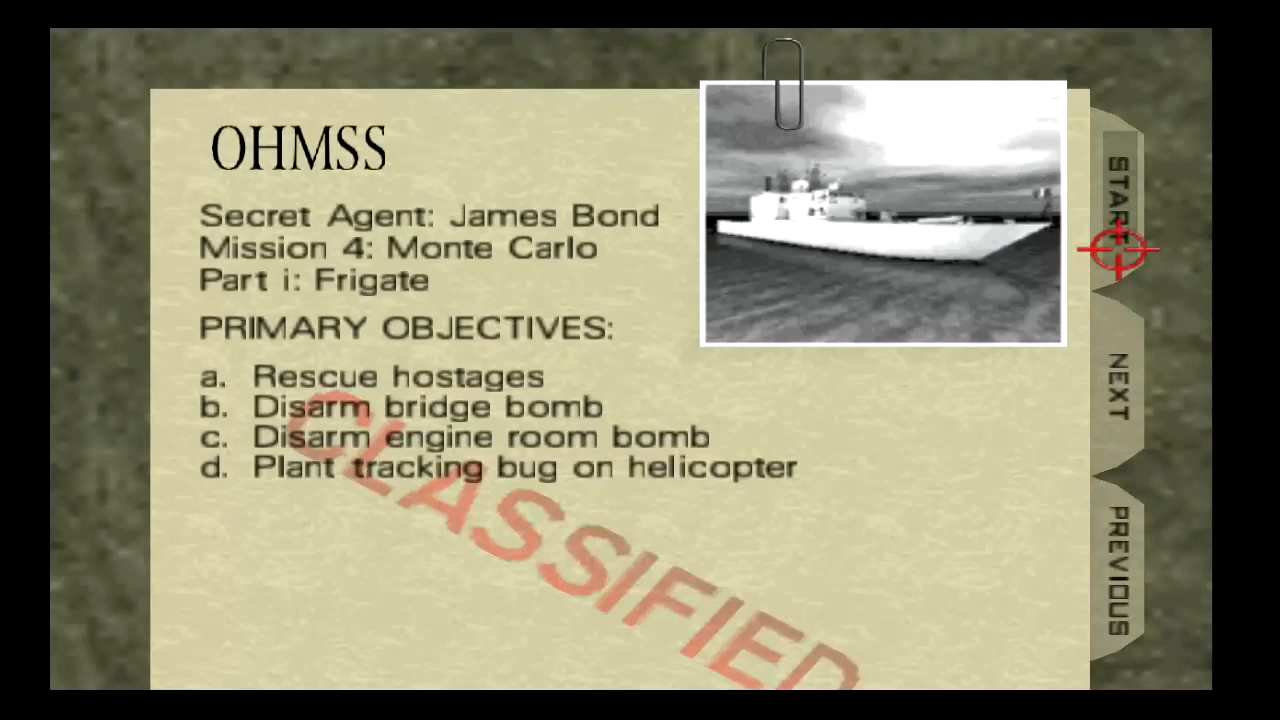 OHMSS
Secret Agent: James Bond
Mission 4: Monte Carlo
Part i: Frigate
PRIMARY OBJECTIVES:
a. Rescue hostages
b. Disarm bridge bomb
c. Disarm engine room bomb
d. Plant tracking bug on helicopter
CLASSIFIED
START
NEXT
PREVIOUS